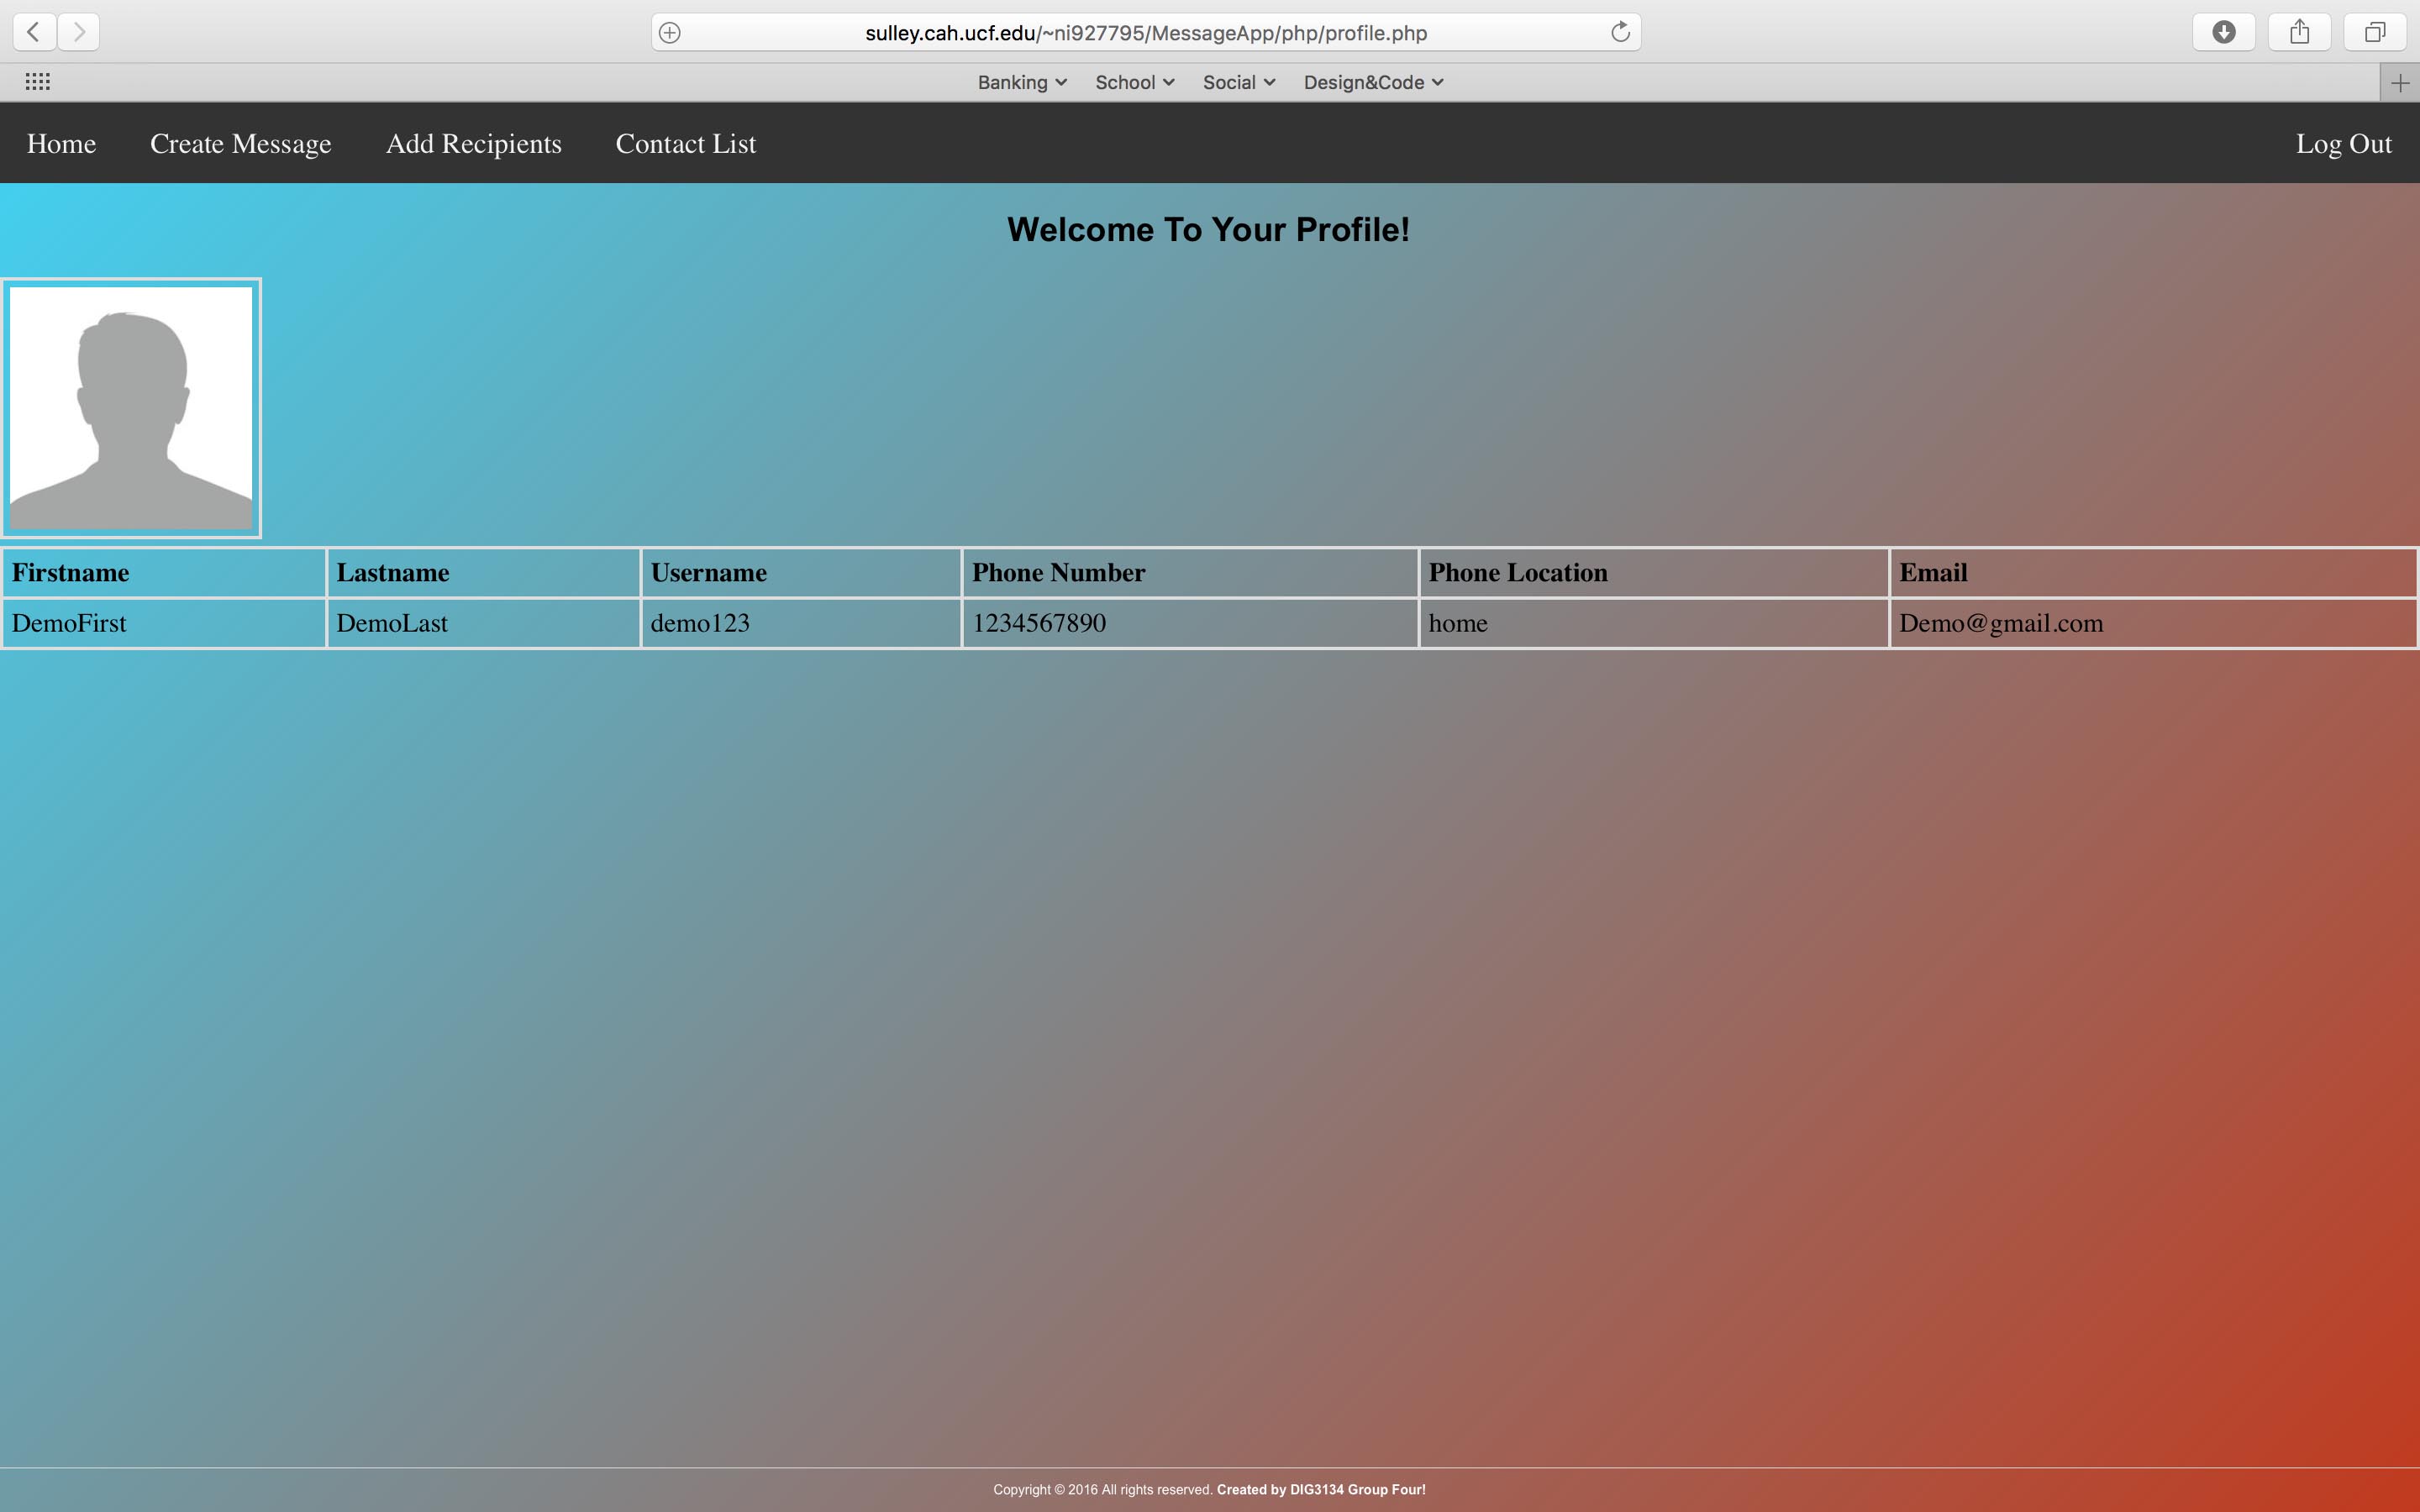 sulley.cah.ucf.edu/~ni927795/MessageApp/php/profile.php
Banking School Social Design&Code
Home Create Message Add Recipients Contact List Log Out
Welcome To Your Profile!
Firstname Lastname Username Phone Number Phone Location Email
DemoFirst DemoLast demo123 1234567890 home Demo@gmail.com
Copyright © 2016 All rights reserved. Created by DIG3134 Group Four!